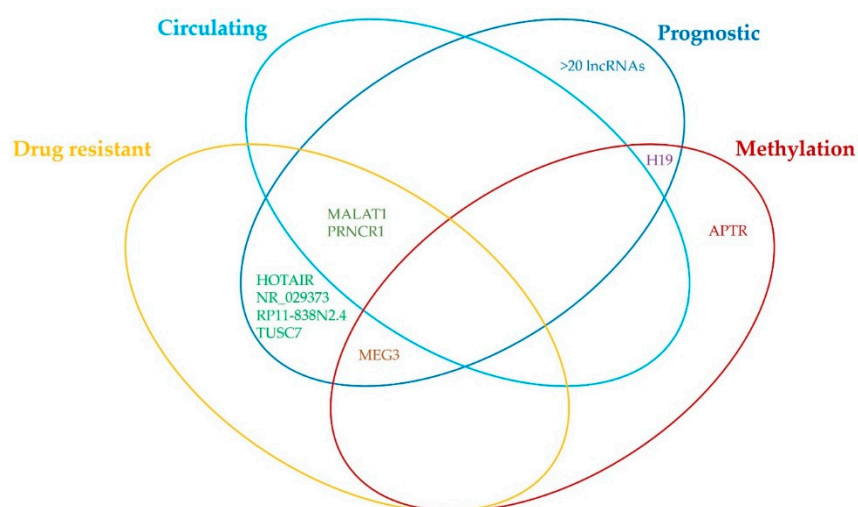 Circulating
Prognostic
>20 lncRNAs
Drug resistant
Methylation
H19
MALAT1
PRNCR1
APTR
HOTAIR
NR_029373
RP11-838N2.4
TUSC7
MEG3